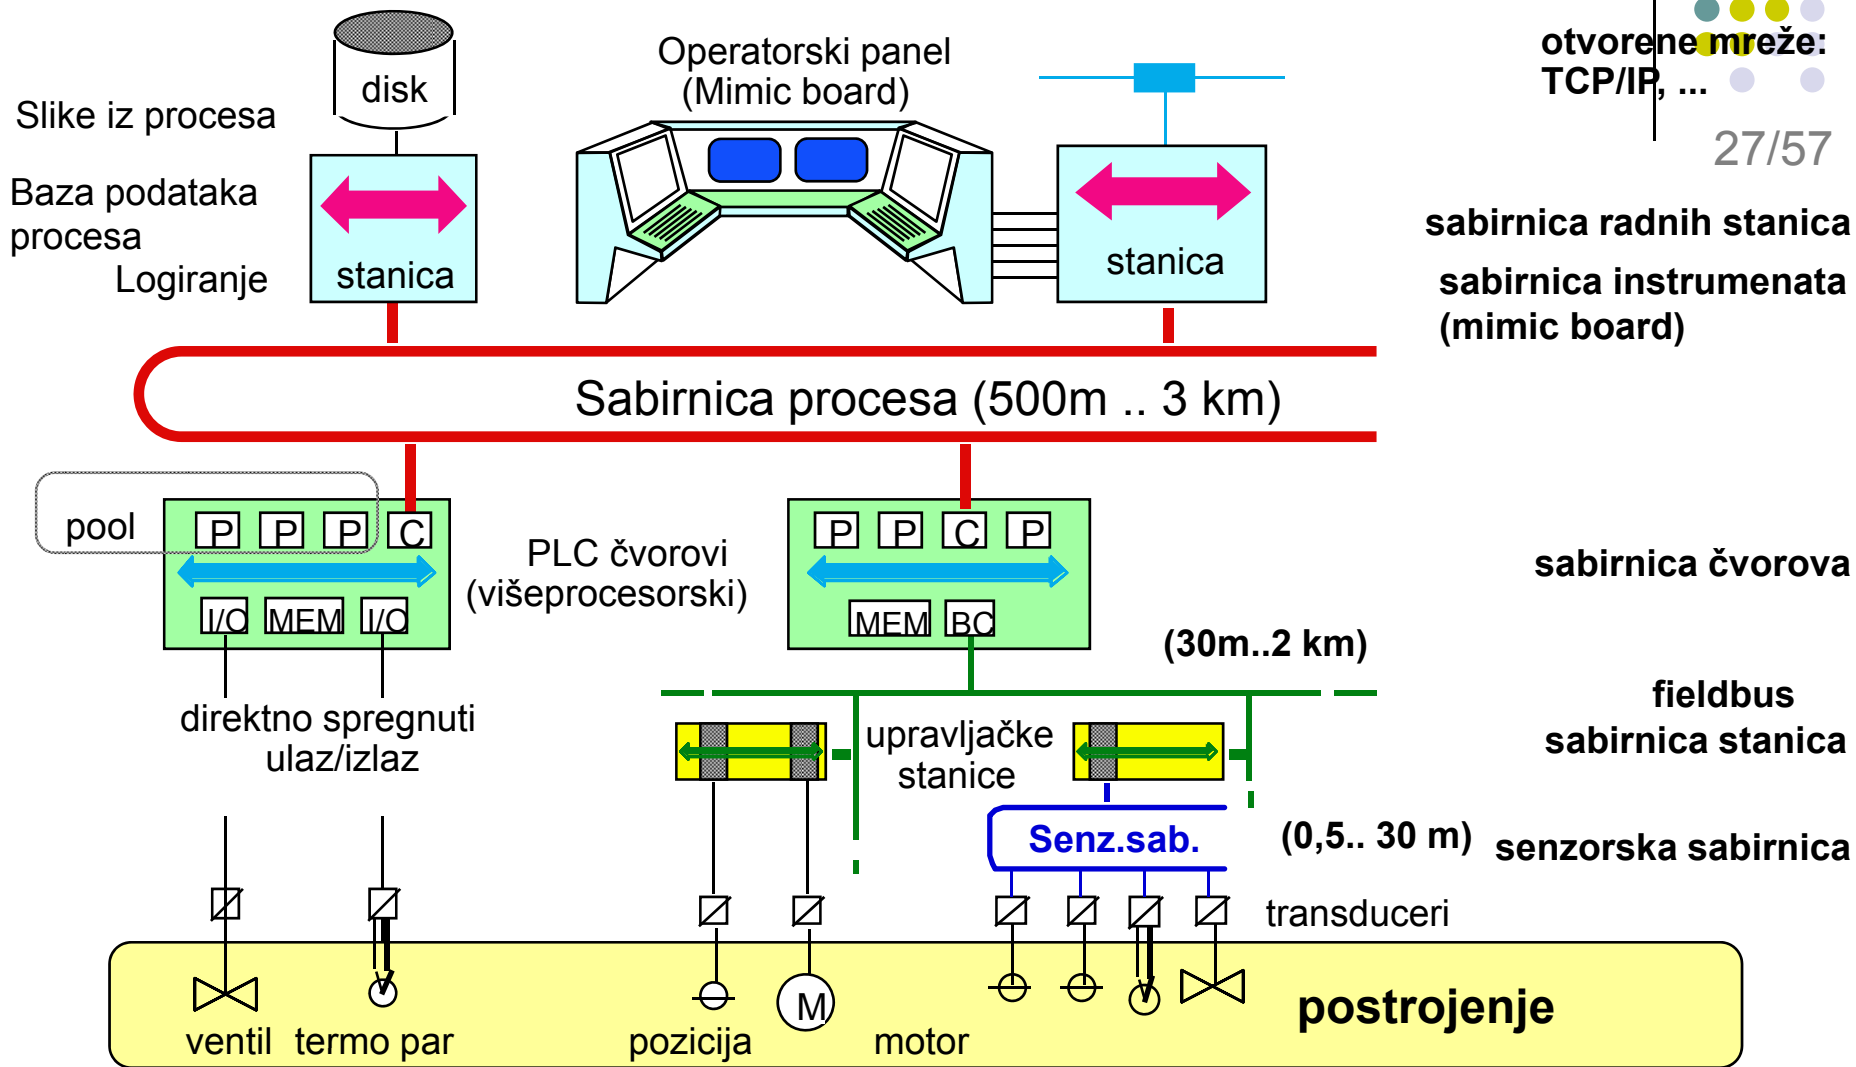 otvorene mreže:
TCP/IP, ...
27/57
disk
Operatorski panel
(Mimic board)
Slike iz procesa
Baza podataka
procesa
Logiranje
stanica
stanica
sabirnica radnih stanica
sabirnica instrumenata
(mimic board)
Sabirnica procesa (500m .. 3 km)
pool
P P P C
I/O MEM I/O
PLC čvorovi
(višeprocesorski)
P P C P
MEM BC
sabirnica čvorova
(30m..2 km)
direktno spregnuti
ulaz/izlaz
upravljačke
stanice
fieldbus
sabirnica stanica
Senz.sab.
(0,5.. 30 m)
senzorska sabirnica
transduceri
M
ventil
termo par
pozicija
motor
postrojenje